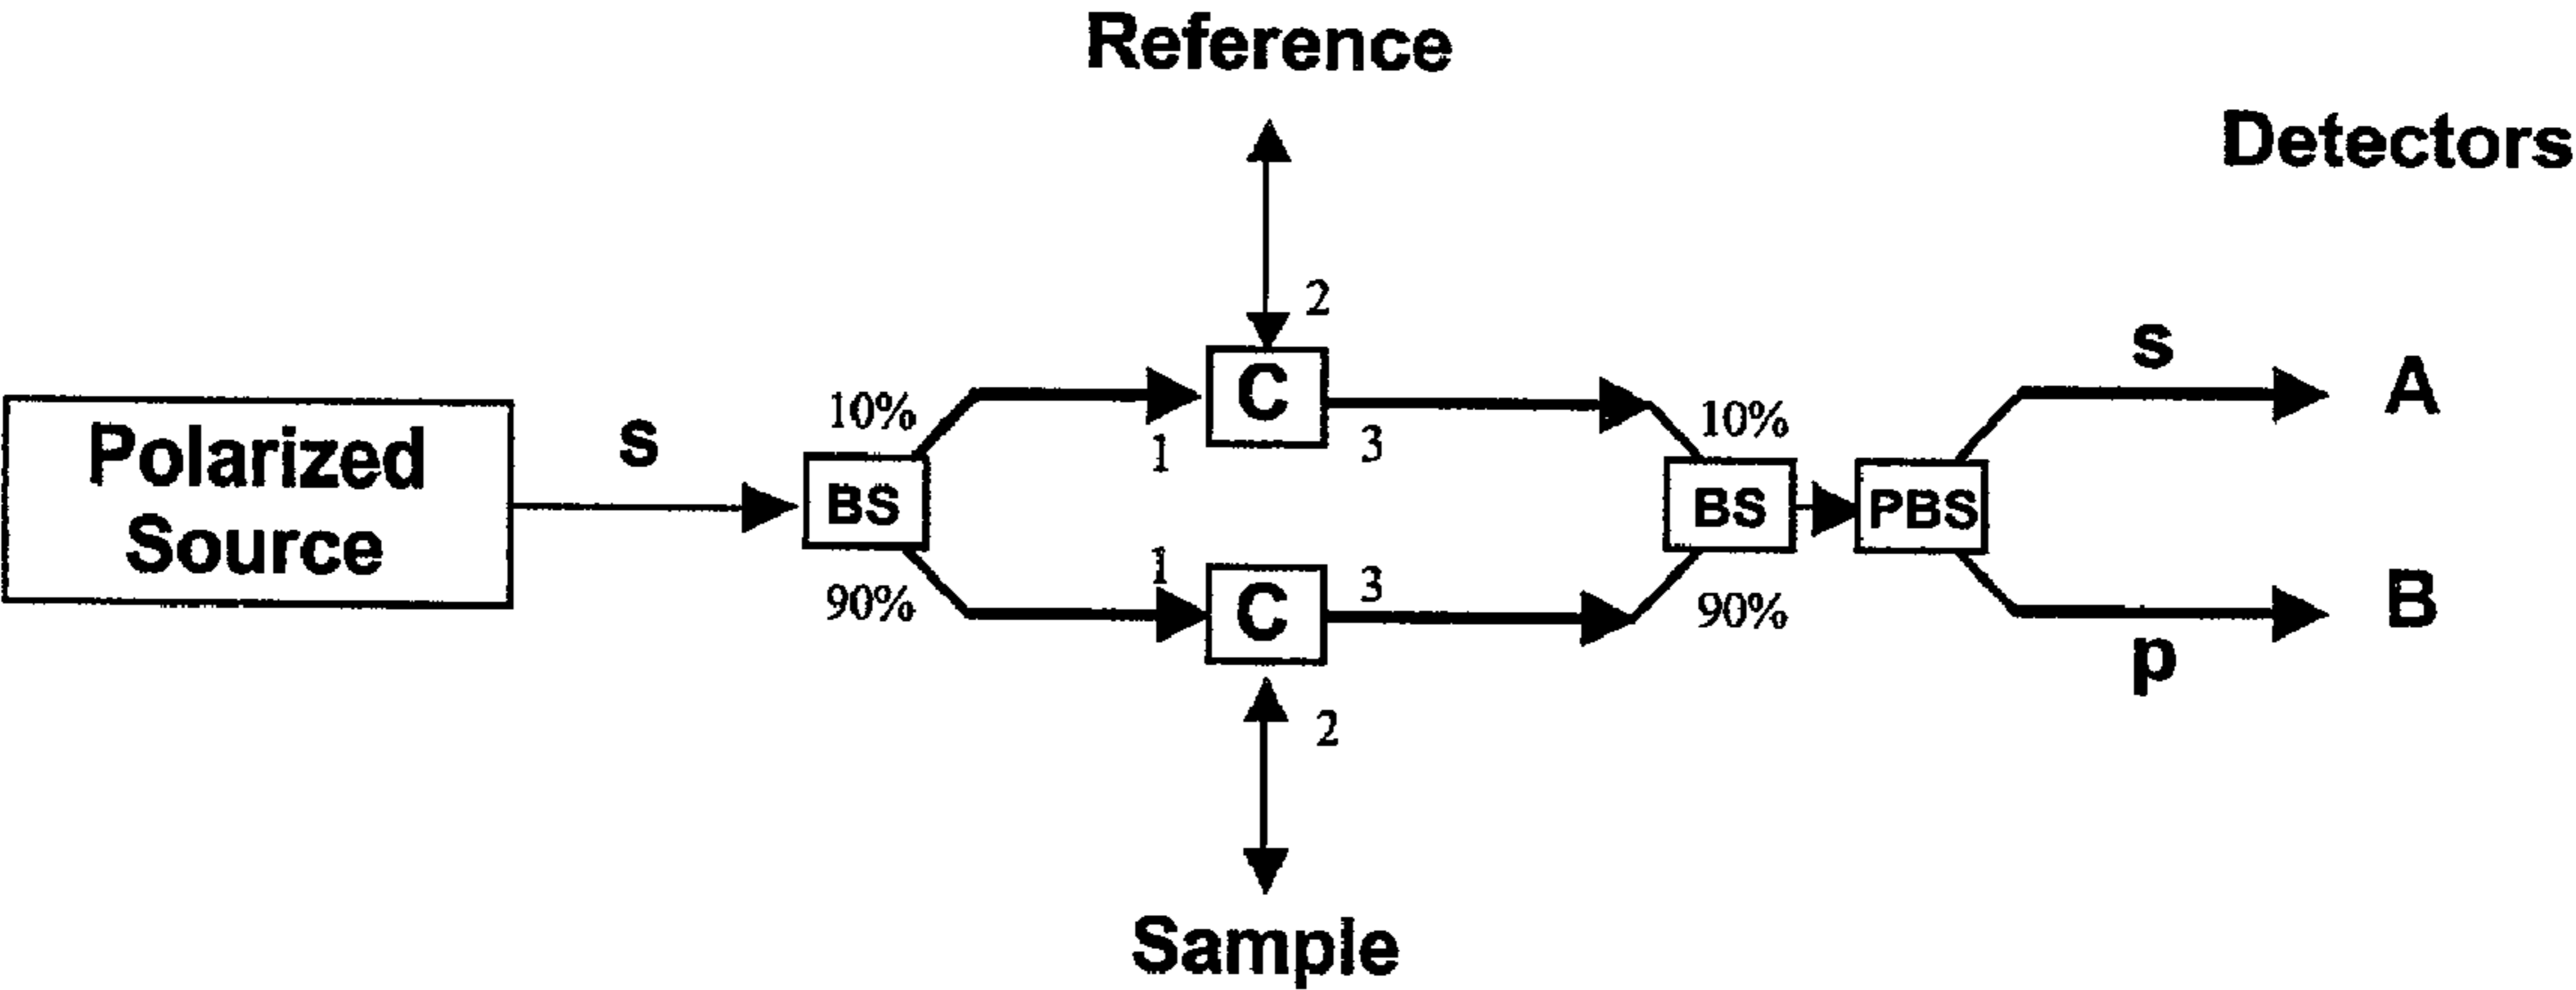 Reference
Detectors
2
s
A
10%
C
10%
s
1
3
Polarized
Source
BS
BS
PBS
1
3
90%
C
90%
B
p
2
Sample